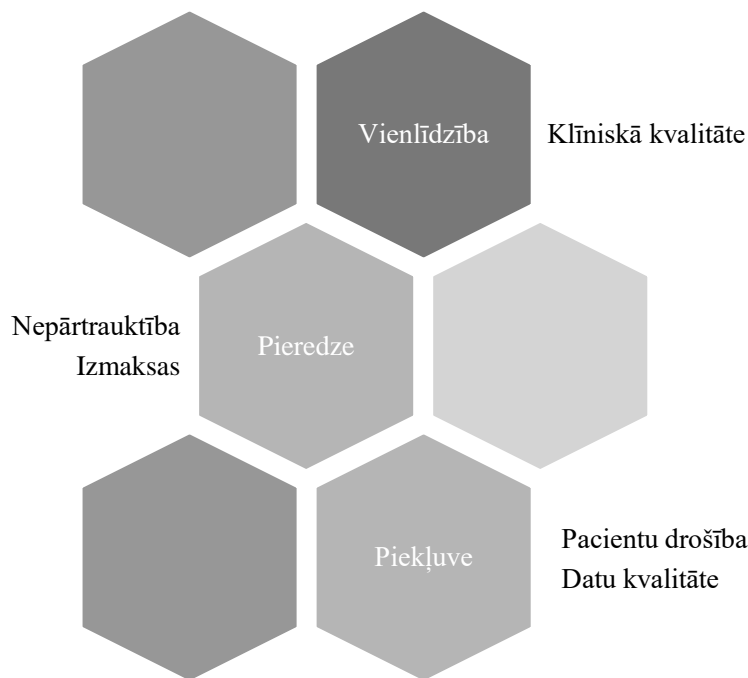 Vienlīdzība
Klīniskā kvalitāte
Nepārtrauktība
Izmaksas
Pieredze
Piekļuve
Pacientu drošība
Datu kvalitāte